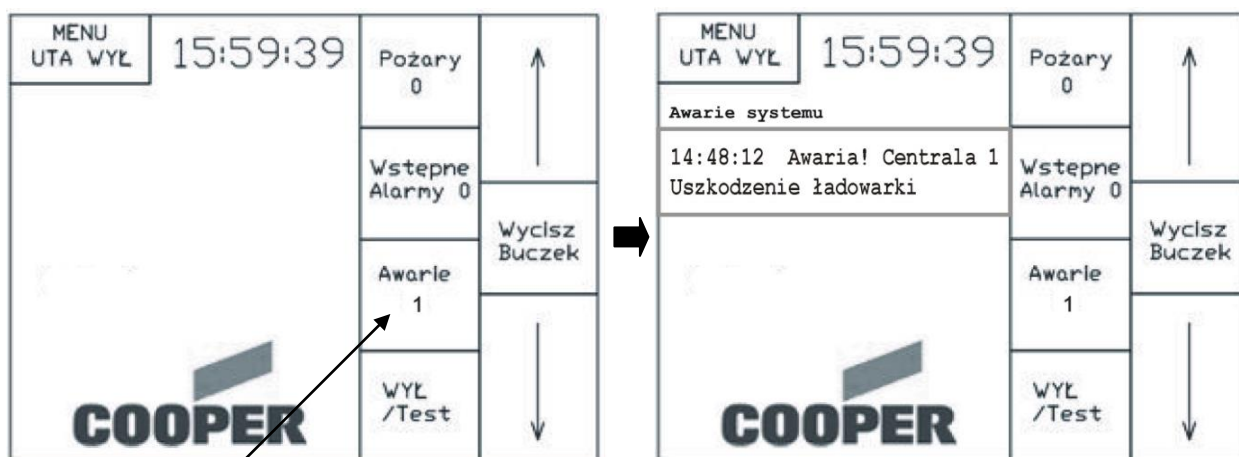 MENU
UTA WYŁ
15:59:39
Pożary
0
Wstępne
Alarmy 0
Wycisz
Buczek
Awarie
1
WYŁ
/Test
COOPER
MENU
UTA WYŁ
15:59:39
Pożary
0
Awarie systemu
14:48:12 Awaria! Centrala 1
Uszkodzenie ładowarki
Wstępne
Alarmy 0
Wycisz
Buczek
Awarie
1
WYŁ
/Test
COOPER